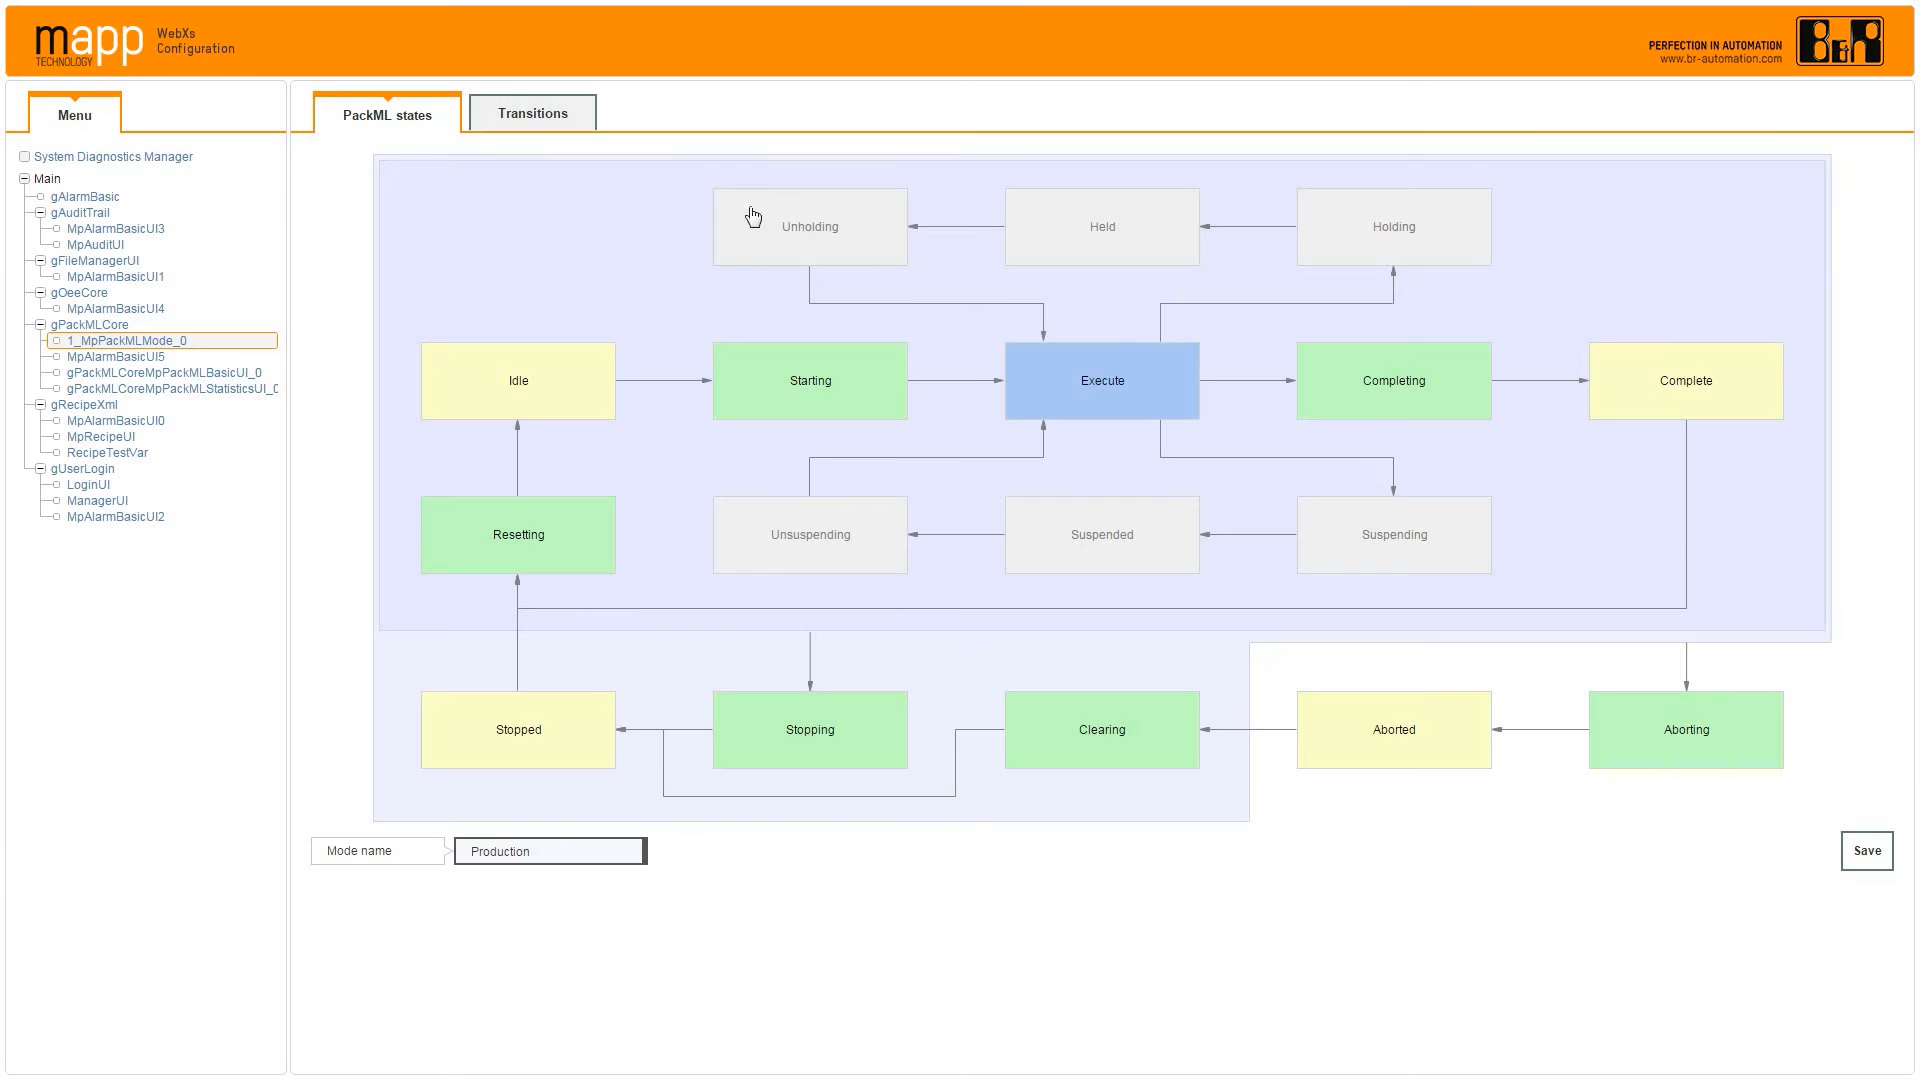 mapp
TECHNOLOGY
WebXs
Configuration
PERFECTION IN AUTOMATION
www.br-automation.com
B&R
Menu
PackML states
Transitions
System Diagnostics Manager
Main
gAlarmBasic
gAuditTrail
MpAlarmBasicUI3
MpAuditUI
gFileManagerUI
MpAlarmBasicUI1
gOeeCore
MpAlarmBasicUI4
gPackMLCore
1_MpPackMLMode_0
MpAlarmBasicUI5
gPackMLCoreMpPackMLBasicUI_0
gPackMLCoreMpPackMLStatisticsUI_0
gRecipeXml
MpAlarmBasicUI0
MpRecipeUI
RecipeTestVar
gUserLogin
LoginUI
ManagerUI
MpAlarmBasicUI2
Unholding
Held
Holding
Idle
Starting
Execute
Completing
Complete
Resetting
Unsuspending
Suspended
Suspending
Stopped
Stopping
Clearing
Aborted
Aborting
Mode name
Production
Save